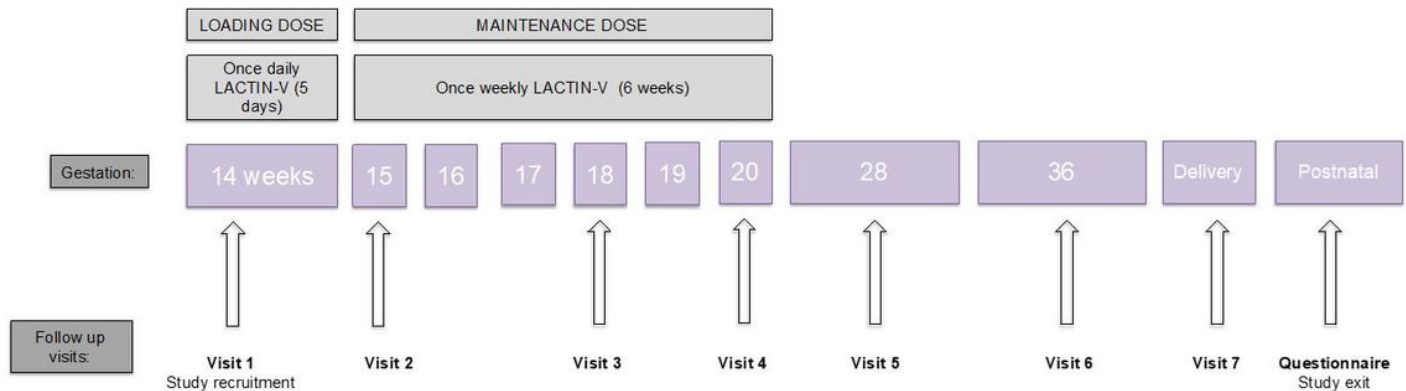 LOADING DOSE
MAINTENANCE DOSE
Once daily
LACTIN-V (5
days)
Once weekly LACTIN-V (6 weeks)
Gestation:
14 weeks
15
16
17
18
19
20
28
36
Delivery
Postnatal
Follow up
visits:
Visit 1
Study recruitment
Visit 2
Visit 3
Visit 4
Visit 5
Visit 6
Visit 7
Questionnaire
Study exit